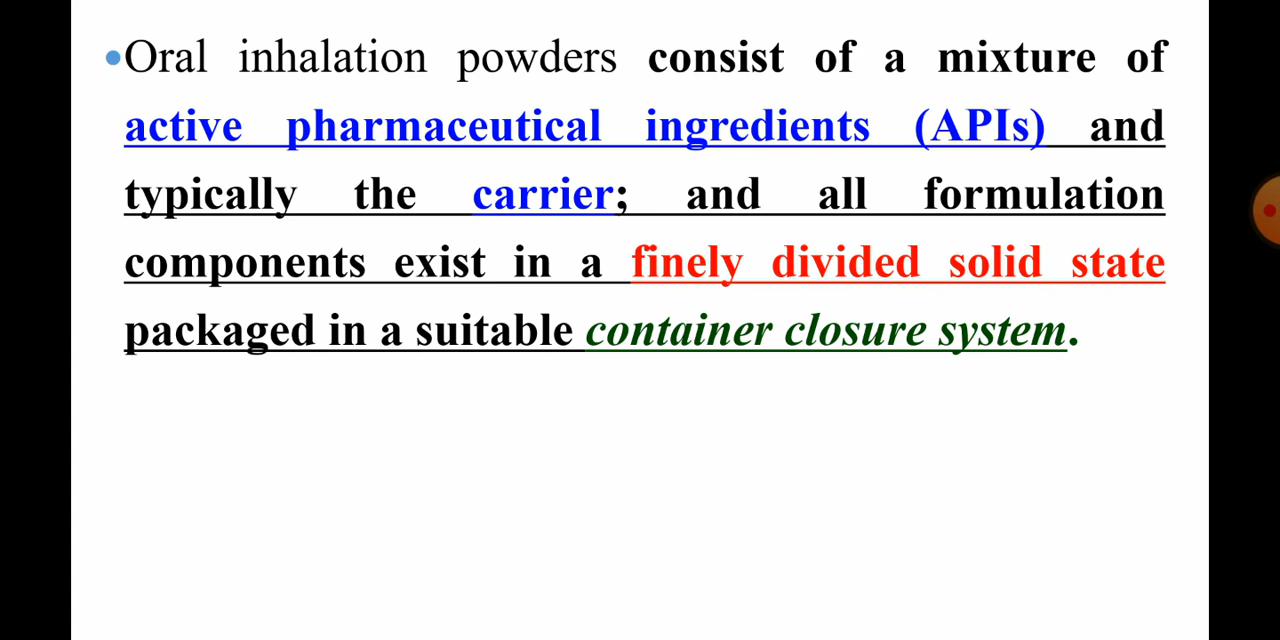 •Oral inhalation powders consist of a mixture of
active pharmaceutical ingredients (APIs) and
typically the carrier; and all formulation
components exist in a finely divided solid state
packaged in a suitable container closure system.